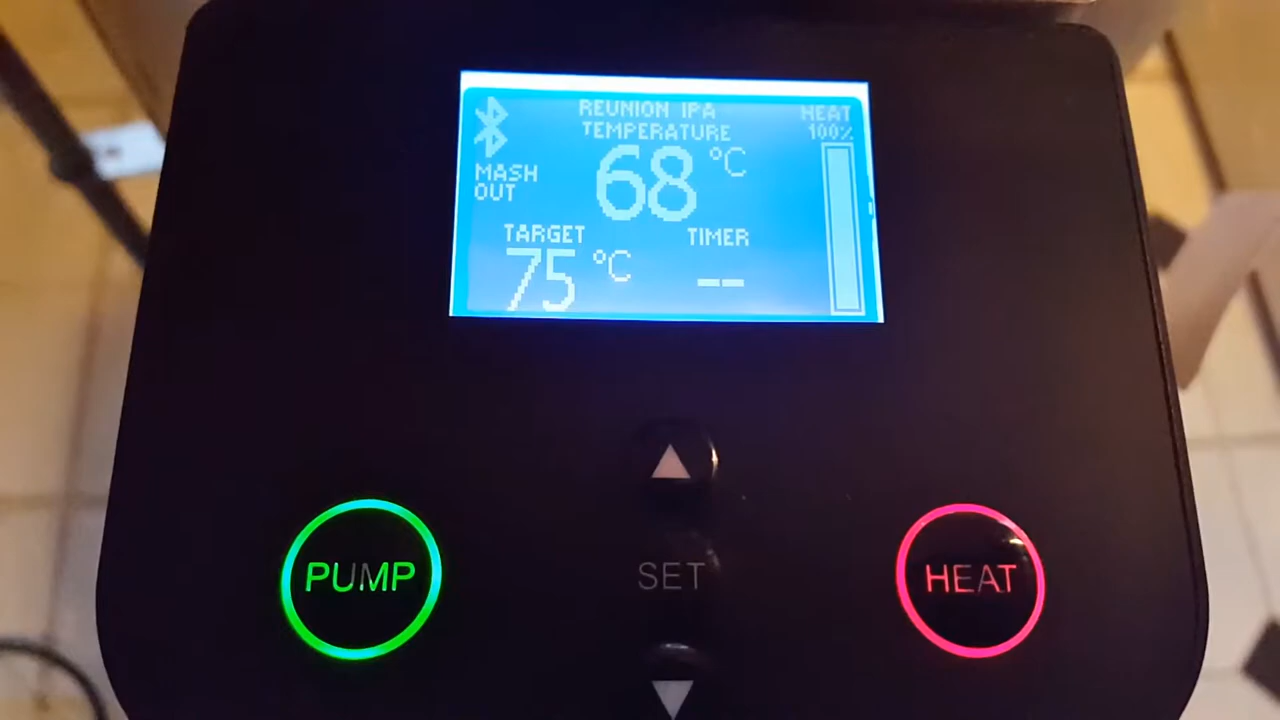 REUNION IPA
HEAT
TEMPERATURE
100%
68 °C
MASH
OUT
TARGET
TIMER
75 °C
--
PUMP
SET
HEAT